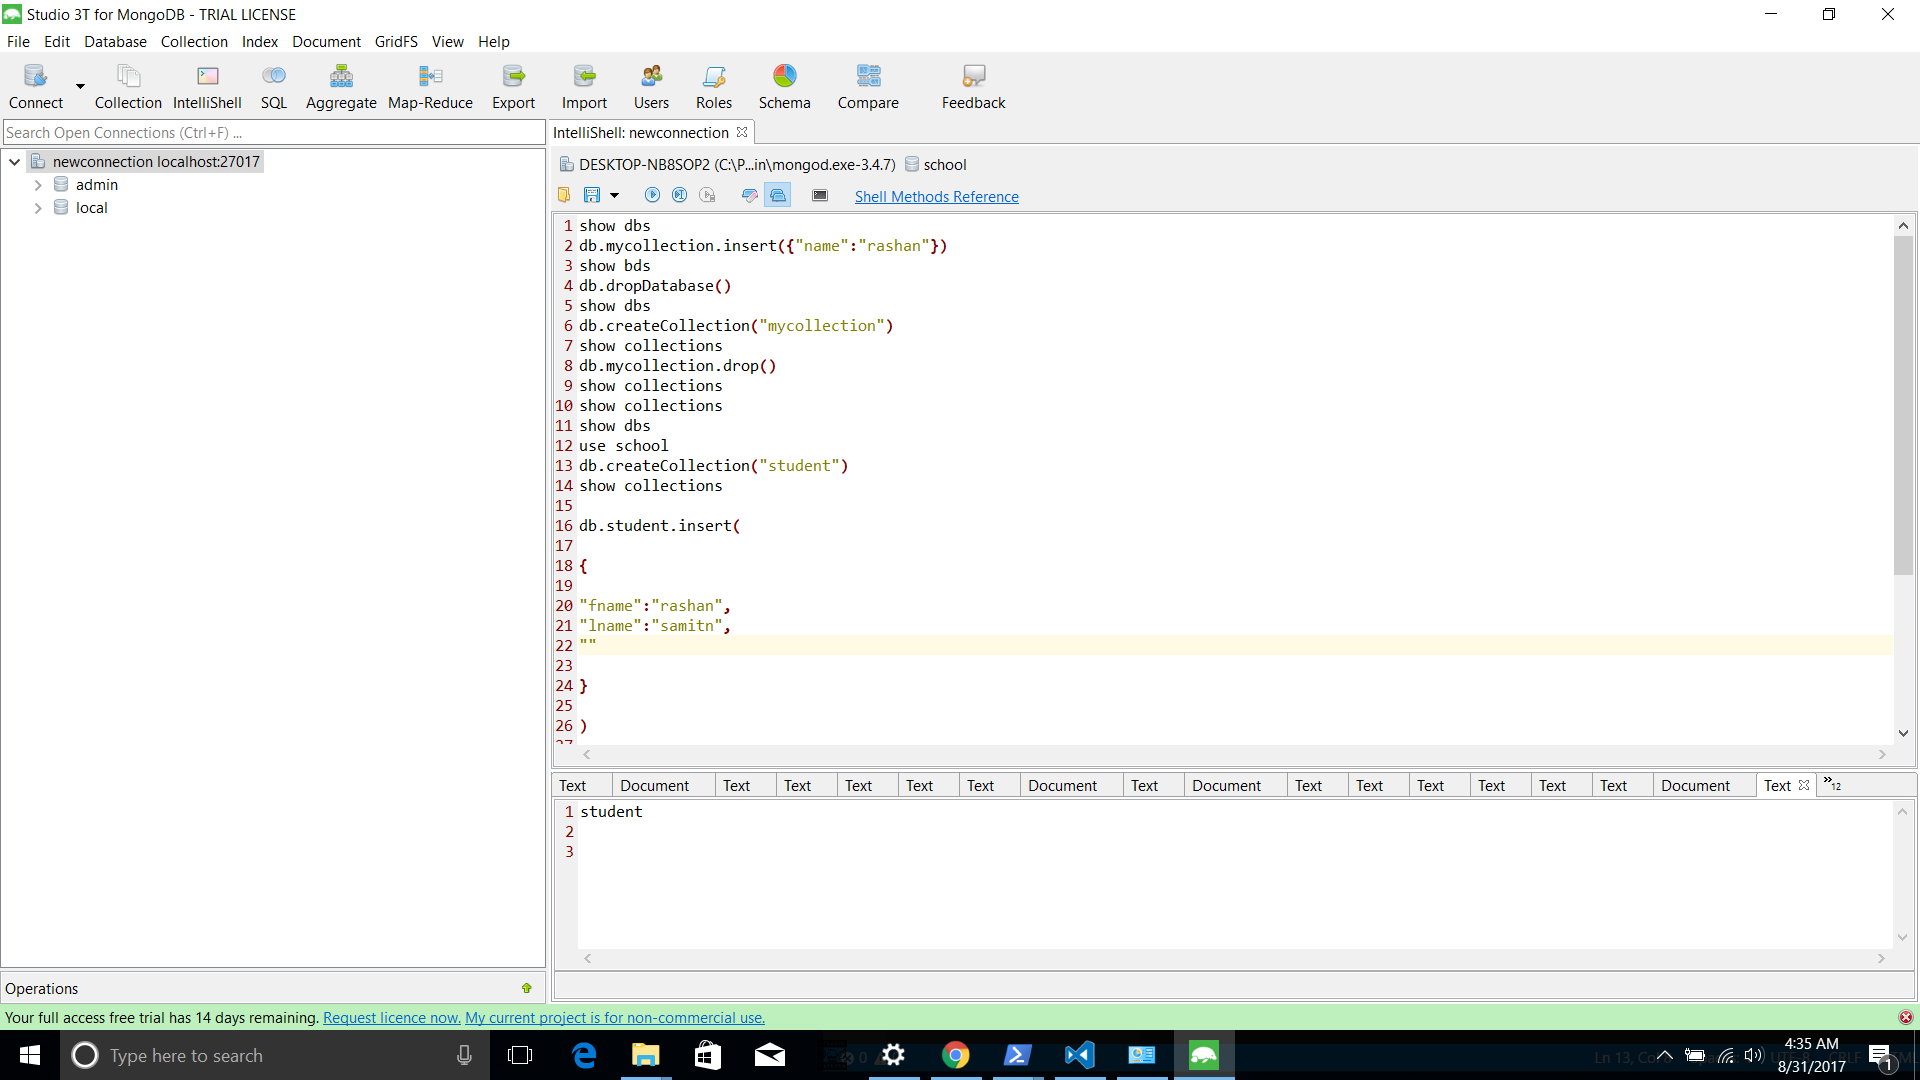 Studio 3T for MongoDB - TRIAL LICENSE
File Edit Database Collection Index Document GridFS View Help
Connect Collection IntelliShell SQL Aggregate Map-Reduce Export Import Users Roles Schema Compare Feedback
Search Open Connections (Ctrl+F) ...
newconnection localhost:27017
admin
local
IntelliShell: newconnection
DESKTOP-NB8SOP2 (C:\P...in\mongod.exe-3.4.7) school
Shell Methods Reference
1 show dbs
2 db.mycollection.insert({"name":"rashan"})
3 show bds
4 db.dropDatabase()
5 show dbs
6 db.createCollection("mycollection")
7 show collections
8 db.mycollection.drop()
9 show collections
10 show collections
11 show dbs
12 use school
13 db.createCollection("student")
14 show collections
15
16 db.student.insert(
17
18 {
19
20 "fname":"rashan",
21 "lname":"samitn",
22 ""
23
24 }
25
26 )
27
Text Document Text Text Text Text Text Document Text Document Text Text Text Text Text Text Document Text »12
1 student
2
3
Operations
Your full access free trial has 14 days remaining. Request licence now. My current project is for non-commercial use.
Type here to search
4:35 AM
8/31/2017
1